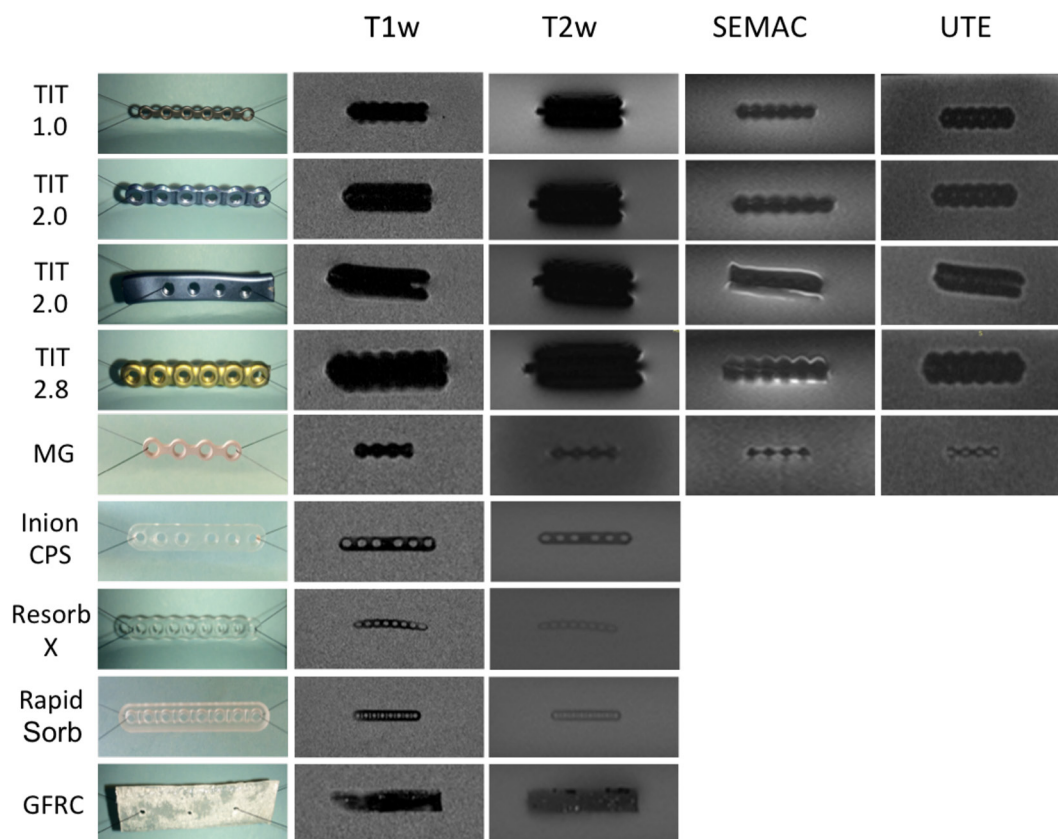 T1w T2w SEMAC UTE
TIT
1.0
TIT
2.0
TIT
2.0
TIT
2.8
MG
Inion
CPS
Resorb
X
Rapid
Sorb
GFRC